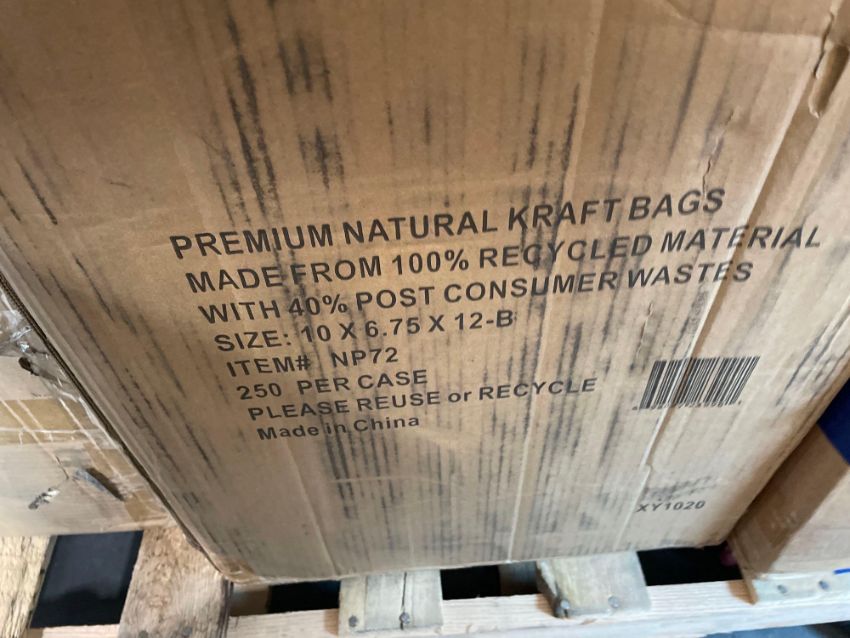 PREMIUM NATURAL KRAFT BAGS
MADE FROM 100% RECYCLED MATERIAL
WITH 40% POST CONSUMER WASTES
SIZE: 10 X 6.75 X 12-B
ITEM# NP72
250 PER CASE
PLEASE REUSE or RECYCLE
Made in China
XY1020